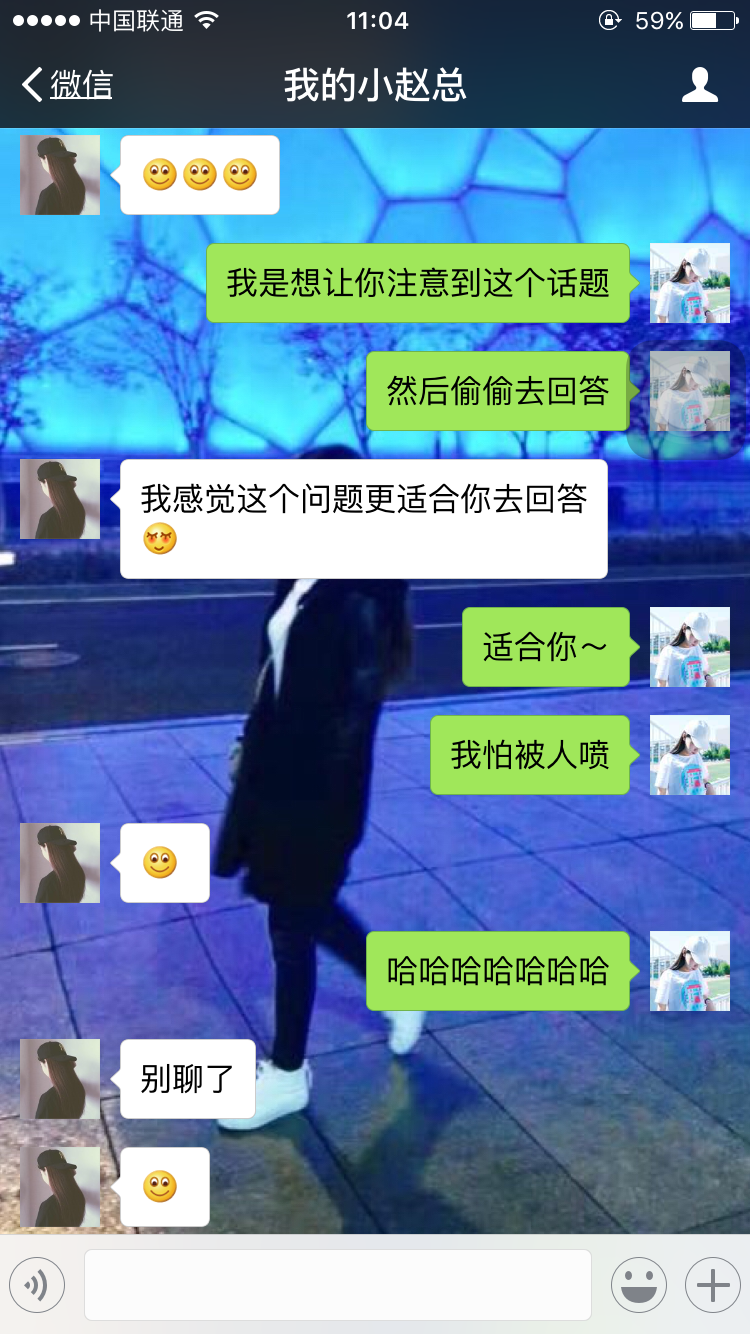 中国联通
11:04
59%
微信
我的小赵总
我是想让你注意到这个话题
然后偷偷去回答
我感觉这个问题更适合你去回答
适合你～
我怕被人喷
哈哈哈哈哈哈哈
别聊了